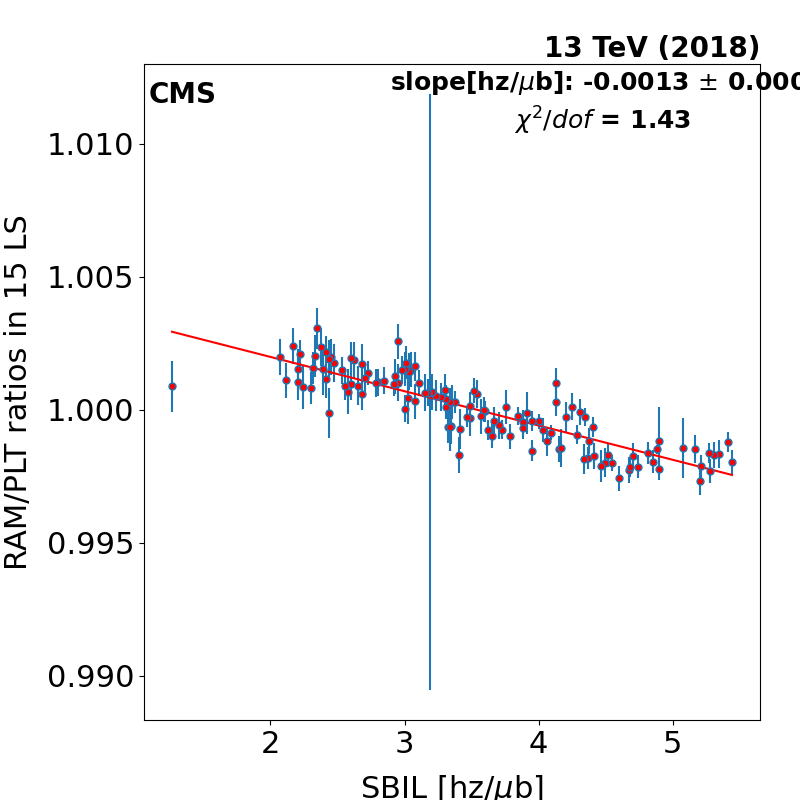 13 TeV (2018)
CMS
slope[hz/μb]: -0.0013 ± 0.000
χ²/dof = 1.43
1.010
1.005
1.000
0.995
0.990
RAM/PLT ratios in 15 LS
2 3 4 5
SBIL [hz/μb]